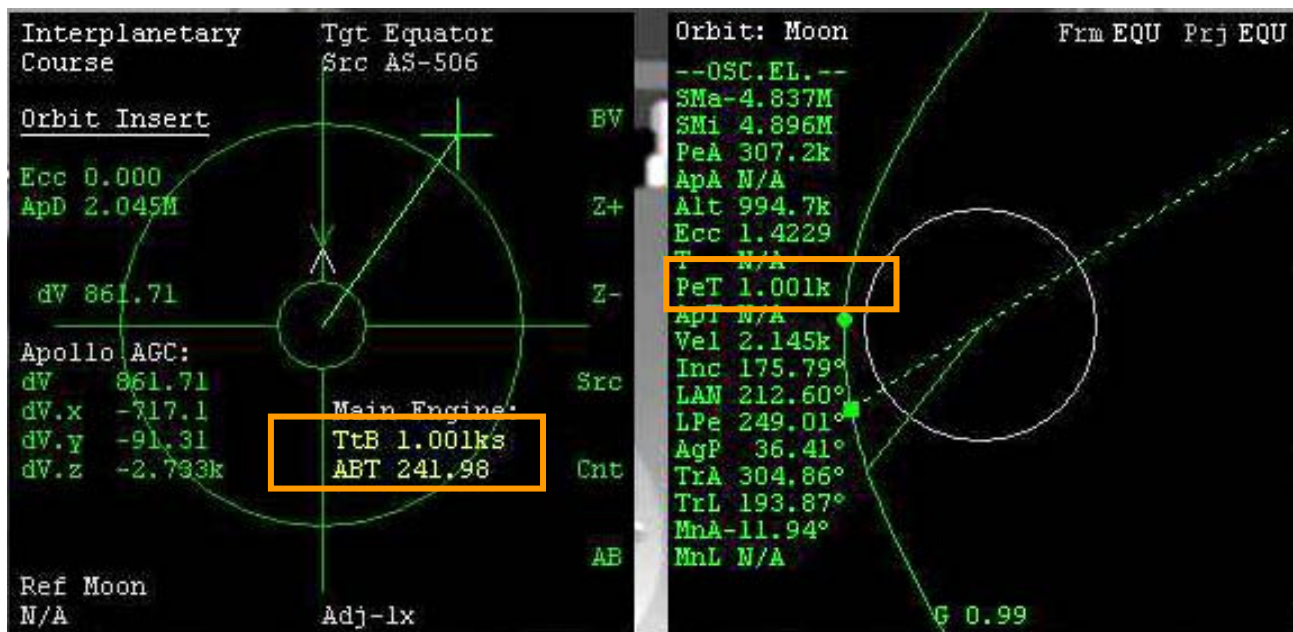 Interplanetary
Course
Tgt Equator
Src AS-506
Orbit Insert
BV
Ecc 0.000
ApD 2.045M
Z+
dV 861.71
Z-
Apollo AGC:
dV 861.71
dV.x -717.1
dV.y -91.31
dV.z -2.733k
Src
Main Engine:
TtB 1.001ks
ABT 241.98
Cnt
AB
Ref Moon
N/A
Adj-1x
Orbit: Moon
Frm EQU Prj EQU
--OSC.EL.--
SMa-4.837M
SMi 4.896M
PeA 307.2k
ApA N/A
Alt 994.7k
Ecc 1.4229
T N/A
PeT 1.001k
ApT N/A
Vel 2.145k
Inc 175.79°
LAN 212.60°
LPe 249.01°
AgP 36.41°
TrA 304.86°
TrL 193.87°
MnA-11.94°
MnL N/A
G 0.99